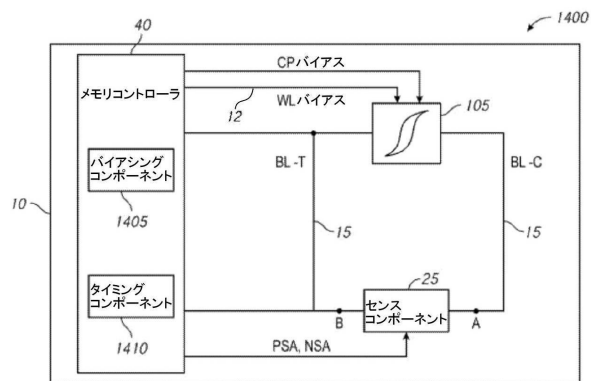 1400
40
CPバイアス
メモリコントローラ
12
WLバイアス
105
BL-T
BL-C
バイアシング
コンポーネント
1405
10
15
15
25
タイミング
コンポーネント
センス
コンポーネント
B
A
1410
PSA, NSA